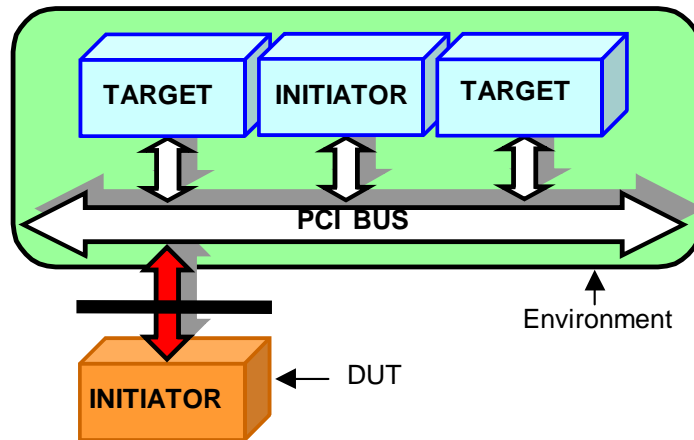 TARGET
INITIATOR
TARGET
PCI BUS
Environment
DUT
INITIATOR